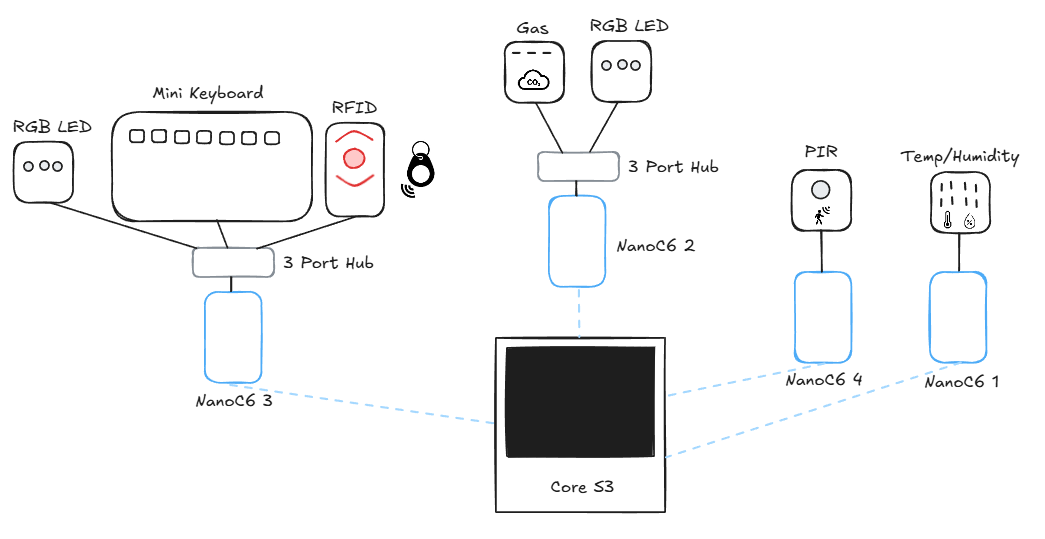 Gas
RGB LED
Mini Keyboard
RFID
RGB LED
CO₂
3 Port Hub
PIR
Temp/Humidity
%
NanoC6 2
3 Port Hub
NanoC6 3
NanoC6 4
NanoC6 1
Core S3